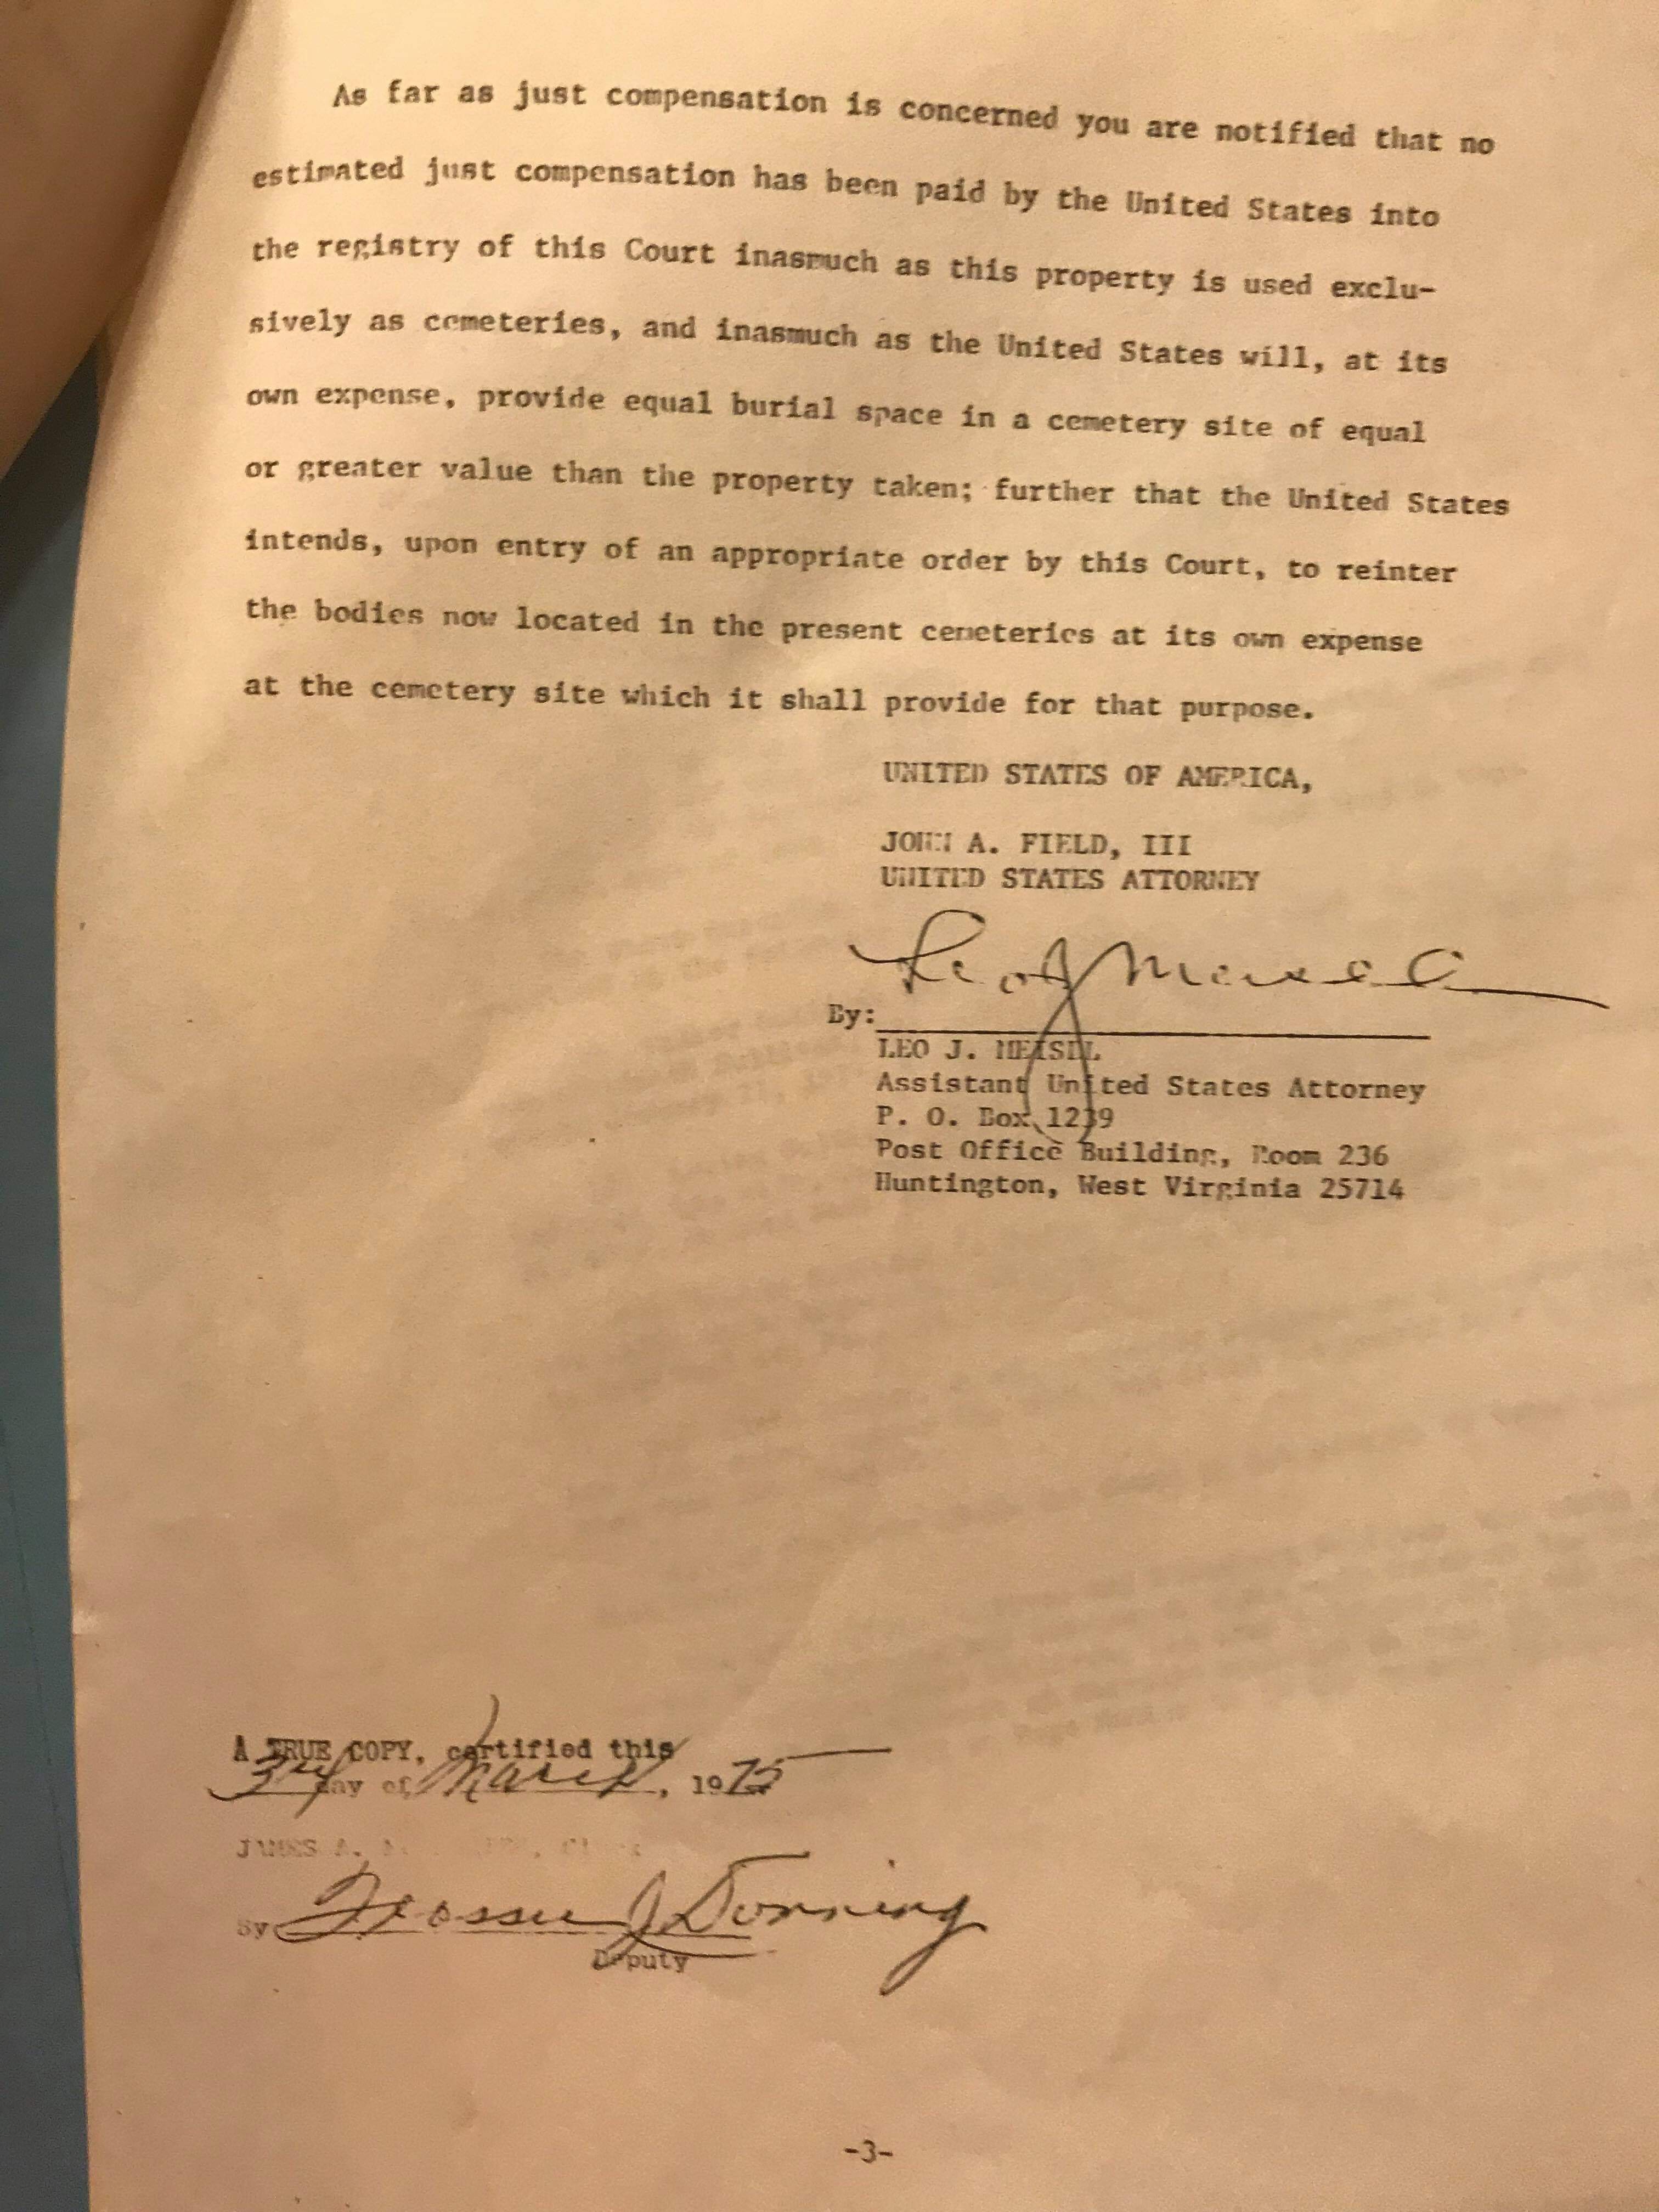 As far as just compensation is concerned you are notified that no
estimated just compensation has been paid by the United States into
the registry of this Court inasmuch as this property is used exclu-
sively as cemeteries, and inasmuch as the United States will, at its
own expense, provide equal burial space in a cemetery site of equal
or greater value than the property taken; further that the United States
intends, upon entry of an appropriate order by this Court, to reinter
the bodies now located in the present cemeteries at its own expense
at the cemetery site which it shall provide for that purpose.
UNITED STATES OF AMERICA,
JOHN A. FIELD, III
UNITED STATES ATTORNEY
Leo J Meisel
By:
LEO J. MEISEL
Assistant United States Attorney
P. O. Box 1239
Post Office Building, Room 236
Huntington, West Virginia 25714
A TRUE COPY, certified this
3rd day of March, 1975
JAMES A.
By
Deputy
-3-